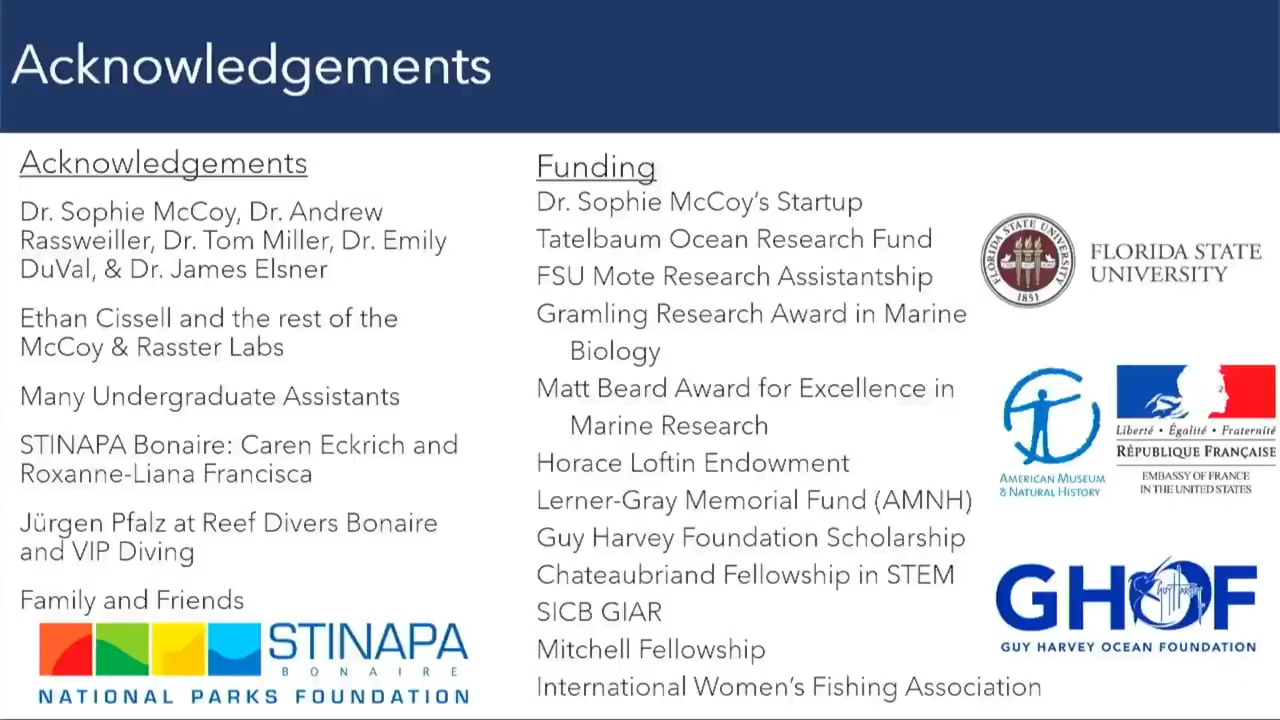 Acknowledgements
Acknowledgements
Dr. Sophie McCoy, Dr. Andrew
Rassweiller, Dr. Tom Miller, Dr. Emily
DuVal, & Dr. James Elsner
Ethan Cissell and the rest of the
McCoy & Rasster Labs
Many Undergraduate Assistants
STINAPA Bonaire: Caren Eckrich and
Roxanne-Liana Francisca
Jürgen Pfalz at Reef Divers Bonaire
and VIP Diving
Family and Friends
STINAPA
BONAIRE
NATIONAL PARKS FOUNDATION
Funding
Dr. Sophie McCoy's Startup
Tatelbaum Ocean Research Fund
FSU Mote Research Assistantship
Gramling Research Award in Marine
Biology
Matt Beard Award for Excellence in
Marine Research
Horace Loftin Endowment
Lerner-Gray Memorial Fund (AMNH)
Guy Harvey Foundation Scholarship
Chateaubriand Fellowship in STEM
SICB GIAR
Mitchell Fellowship
International Women's Fishing Association
FLORIDA STATE UNIVERSITY
1851
FLORIDA STATE
UNIVERSITY
AMERICAN MUSEUM
& NATURAL HISTORY
Liberté • Égalité • Fraternité
RÉPUBLIQUE FRANÇAISE
EMBASSY OF FRANCE
IN THE UNITED STATES
GHOF
Guy Harvey
GUY HARVEY OCEAN FOUNDATION